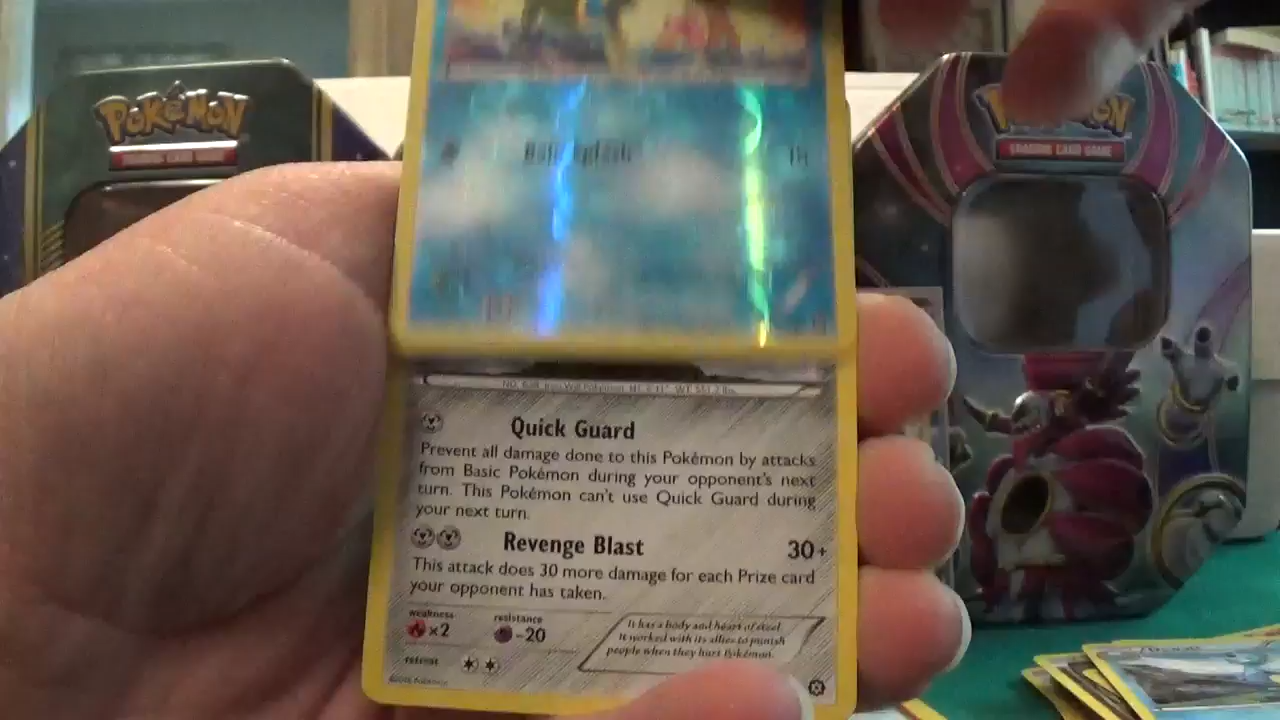 POKéMON
TRADING CARD GAME
POKéMON
TRADING CARD GAME
Quick Guard
Prevent all damage done to this Pokémon by attacks
from Basic Pokémon during your opponent's next
turn. This Pokémon can't use Quick Guard during
your next turn.
Revenge Blast 30+
This attack does 30 more damage for each Prize card
your opponent has taken.
weakness resistance
×2 -20
It has a body and heart of steel.
It worked with its allies to punish
people when they hurt Pokémon.
retreat